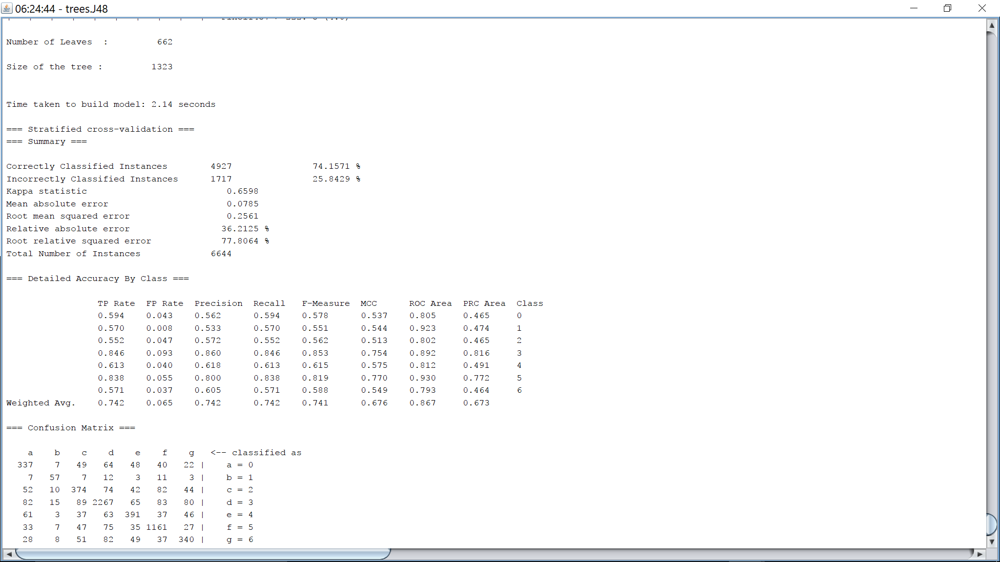 06:24:44 - trees.J48
Number of Leaves  :         662
Size of the tree :         1323
Time taken to build model: 2.14 seconds
=== Stratified cross-validation ===
=== Summary ===
Correctly Classified Instances        4927               74.1571 %
Incorrectly Classified Instances      1717               25.8429 %
Kappa statistic                          0.6598
Mean absolute error                      0.0785
Root mean squared error                  0.2561
Relative absolute error                 36.2125 %
Root relative squared error             77.8064 %
Total Number of Instances             6644
=== Detailed Accuracy By Class ===
                 TP Rate  FP Rate  Precision  Recall   F-Measure  MCC      ROC Area  PRC Area  Class
                 0.594    0.043    0.562      0.594    0.578      0.537    0.805     0.465     0
                 0.570    0.008    0.533      0.570    0.551      0.544    0.923     0.474     1
                 0.552    0.047    0.572      0.552    0.562      0.513    0.802     0.465     2
                 0.846    0.093    0.860      0.846    0.853      0.754    0.892     0.816     3
                 0.613    0.040    0.618      0.613    0.615      0.575    0.812     0.491     4
                 0.838    0.055    0.800      0.838    0.819      0.770    0.930     0.772     5
                 0.571    0.037    0.605      0.571    0.588      0.549    0.793     0.464     6
Weighted Avg.    0.742    0.065    0.742      0.742    0.741      0.676    0.867     0.673
=== Confusion Matrix ===
    a    b    c    d    e    f    g   <-- classified as
  337    7   49   64   48   40   22 |    a = 0
    7   57    7   12    3   11    3 |    b = 1
   52   10  374   74   42   82   44 |    c = 2
   82   15   89 2267   65   83   80 |    d = 3
   61    3   37   63  391   37   46 |    e = 4
   33    7   47   75   35 1161   27 |    f = 5
   28    8   51   82   49   37  340 |    g = 6